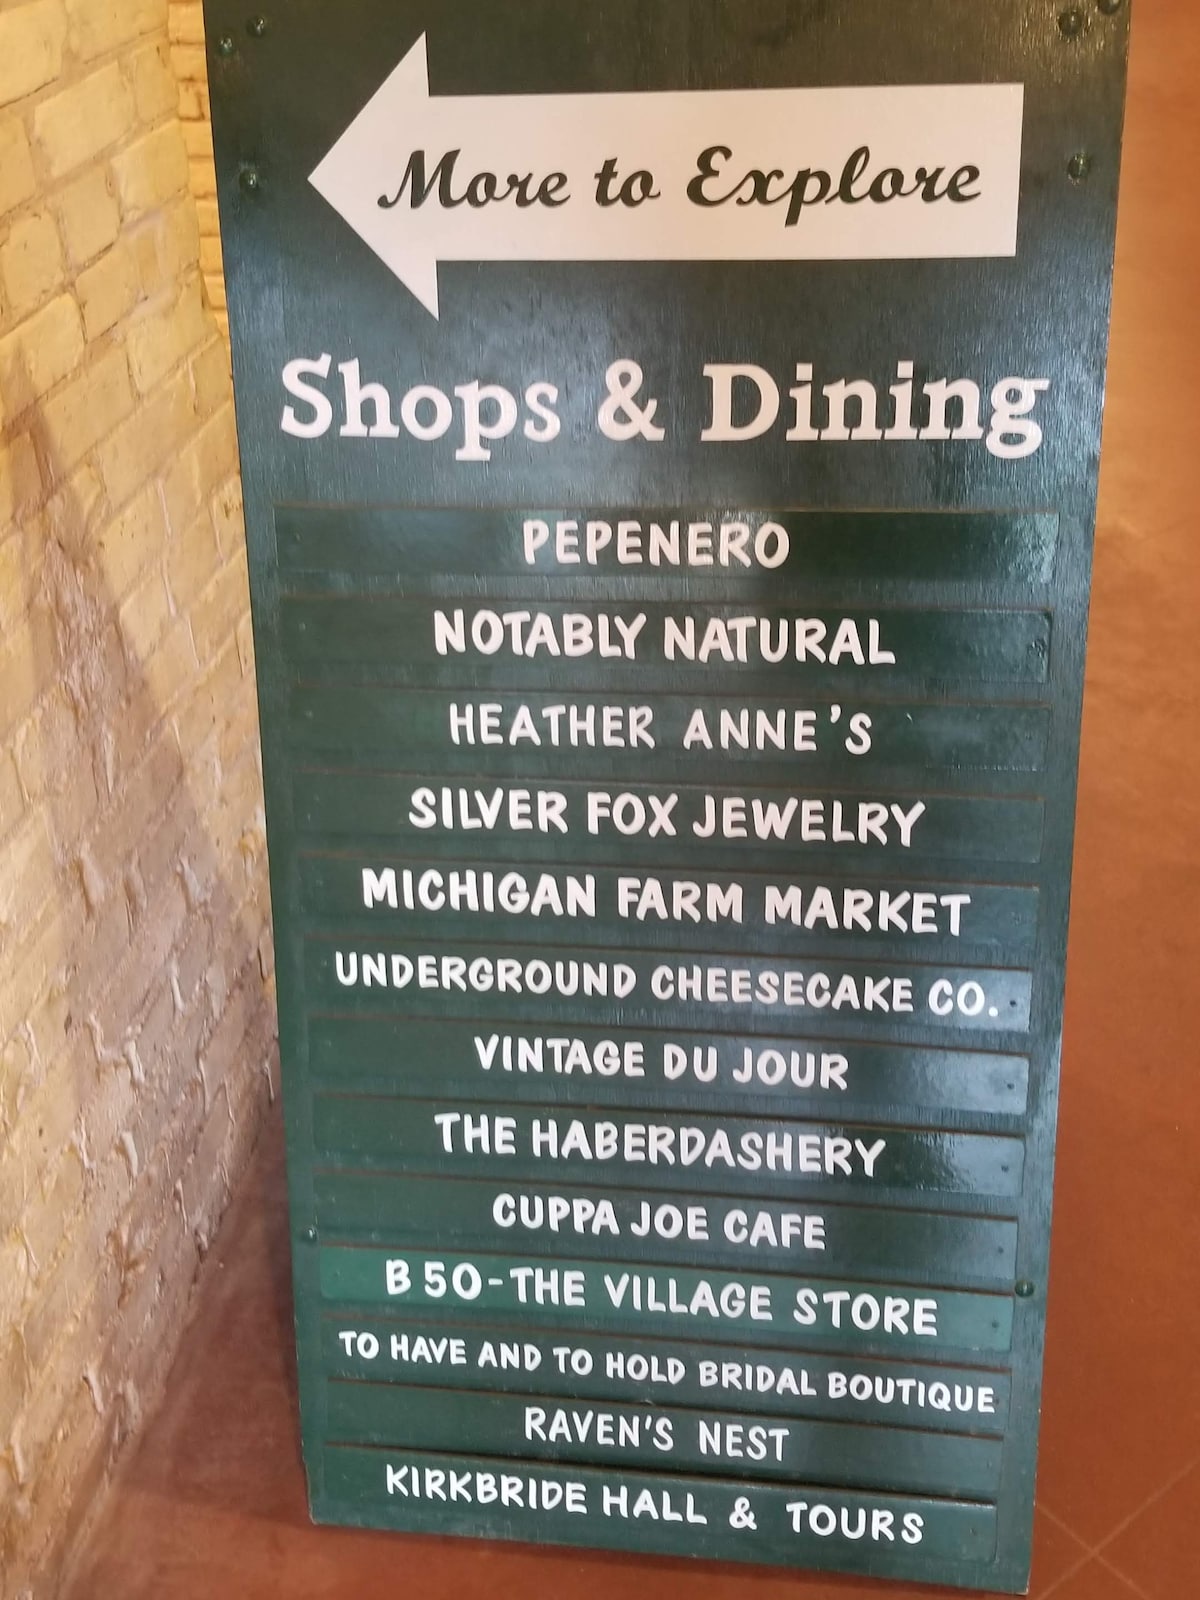 More to Explore
Shops & Dining
PEPENERO
NOTABLY NATURAL
HEATHER ANNE'S
SILVER FOX JEWELRY
MICHIGAN FARM MARKET
UNDERGROUND CHEESECAKE CO.
VINTAGE DU JOUR
THE HABERDASHERY
CUPPA JOE CAFE
B 50-THE VILLAGE STORE
TO HAVE AND TO HOLD BRIDAL BOUTIQUE
RAVEN'S NEST
KIRKBRIDE HALL & TOURS